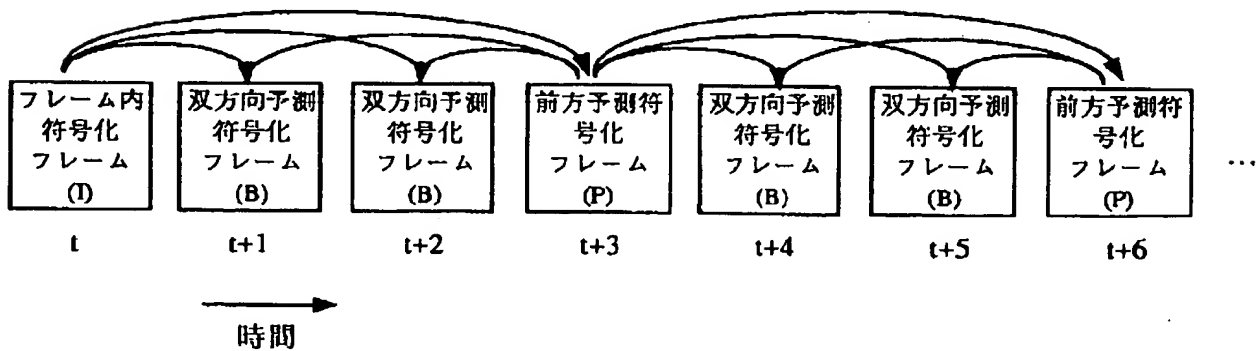 フレーム内
符号化
フレーム
(I)
双方向予測
符号化
フレーム
(B)
双方向予測
符号化
フレーム
(B)
前方予測符
号化
フレーム
(P)
双方向予測
符号化
フレーム
(B)
双方向予測
符号化
フレーム
(B)
前方予測符
号化
フレーム
(P)
…
t
t+1
t+2
t+3
t+4
t+5
t+6
時間